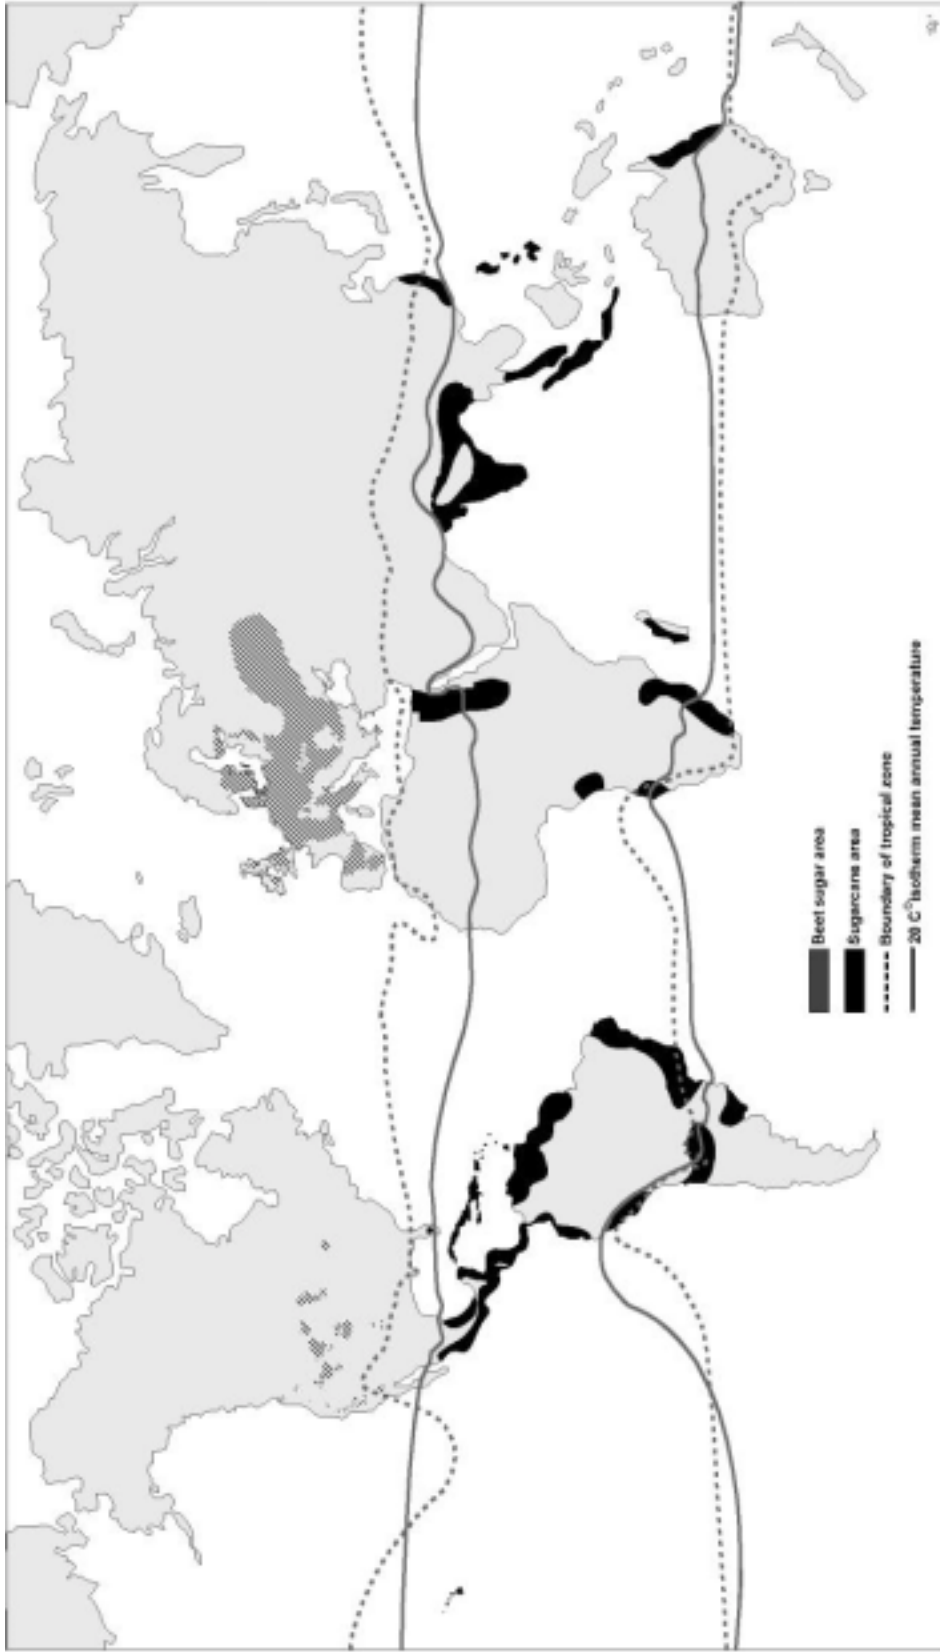 Beet sugar area
Sugarcane area
Boundary of tropical zone
20 C° isotherm mean annual temperature